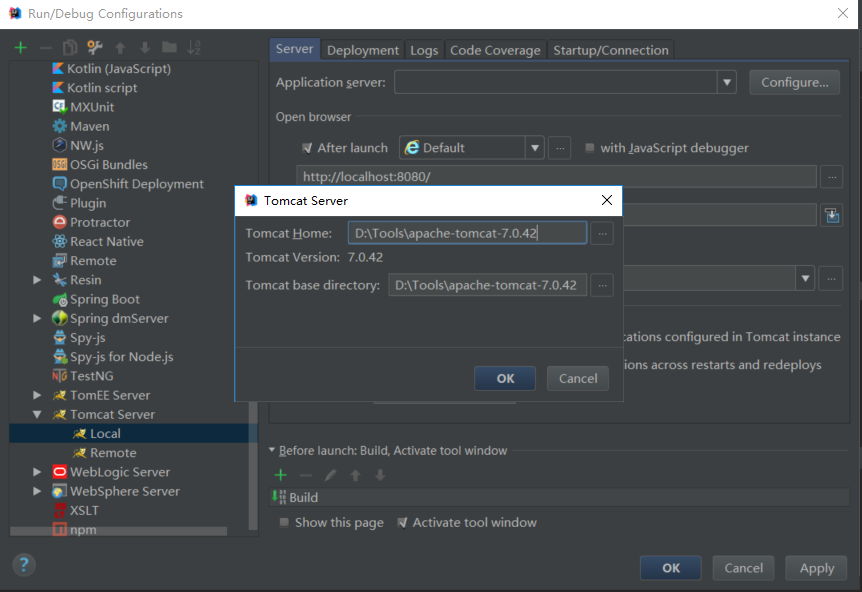 Run/Debug Configurations
Kotlin (JavaScript)
Kotlin script
MXUnit
Maven
NW.js
OSGi Bundles
OpenShift Deployment
Plugin
Protractor
React Native
Remote
Resin
Spring Boot
Spring dmServer
Spy-js
Spy-js for Node.js
TestNG
TomEE Server
Tomcat Server
Local
Remote
WebLogic Server
WebSphere Server
XSLT
npm
Server Deployment Logs Code Coverage Startup/Connection
Application server: Configure...
Open browser
After launch Default ... with JavaScript debugger
http://localhost:8080/ ...
Tomcat Server
Tomcat Home: D:\Tools\apache-tomcat-7.0.42 ...
Tomcat Version: 7.0.42
Tomcat base directory: D:\Tools\apache-tomcat-7.0.42 ...
OK Cancel
...
cations configured in Tomcat instance
ions across restarts and redeploys
Before launch: Build, Activate tool window
Build
Show this page Activate tool window
? OK Cancel Apply